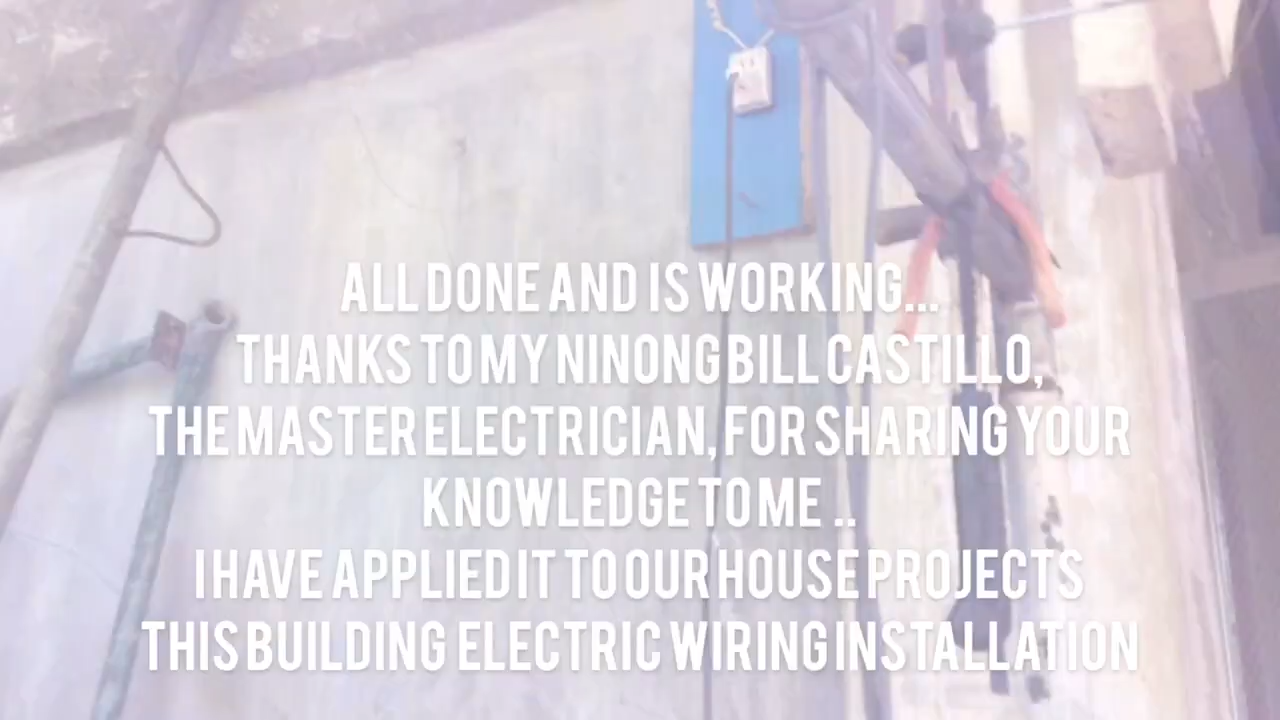 ALL DONE AND IS WORKING...
THANKS TO MY NINONG BILL CASTILLO,
THE MASTER ELECTRICIAN, FOR SHARING YOUR
KNOWLEDGE TO ME ..
I HAVE APPLIED IT TO OUR HOUSE PROJECTS
THIS BUILDING ELECTRIC WIRING INSTALLATION